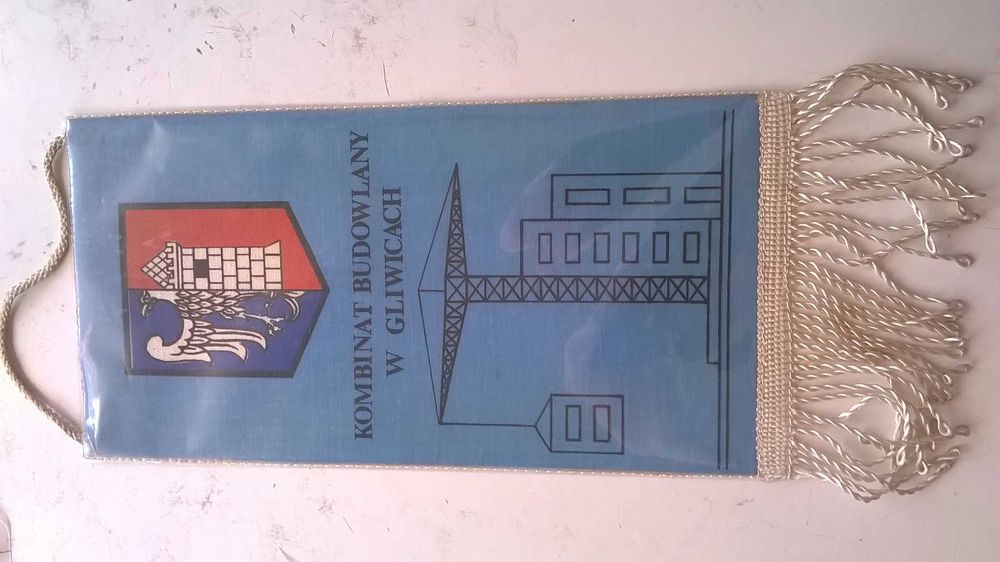 KOMBINAT BUDOWLANY
W GLIWICACH